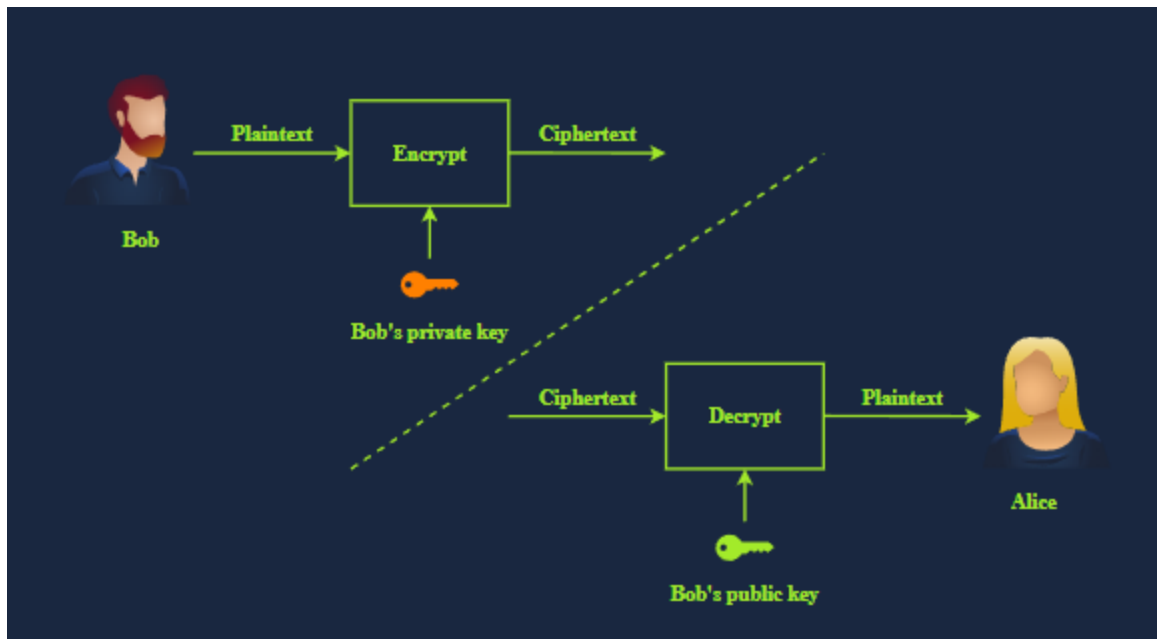 Plaintext
Encrypt
Ciphertext
Bob
Bob's private key
Ciphertext
Decrypt
Plaintext
Alice
Bob's public key